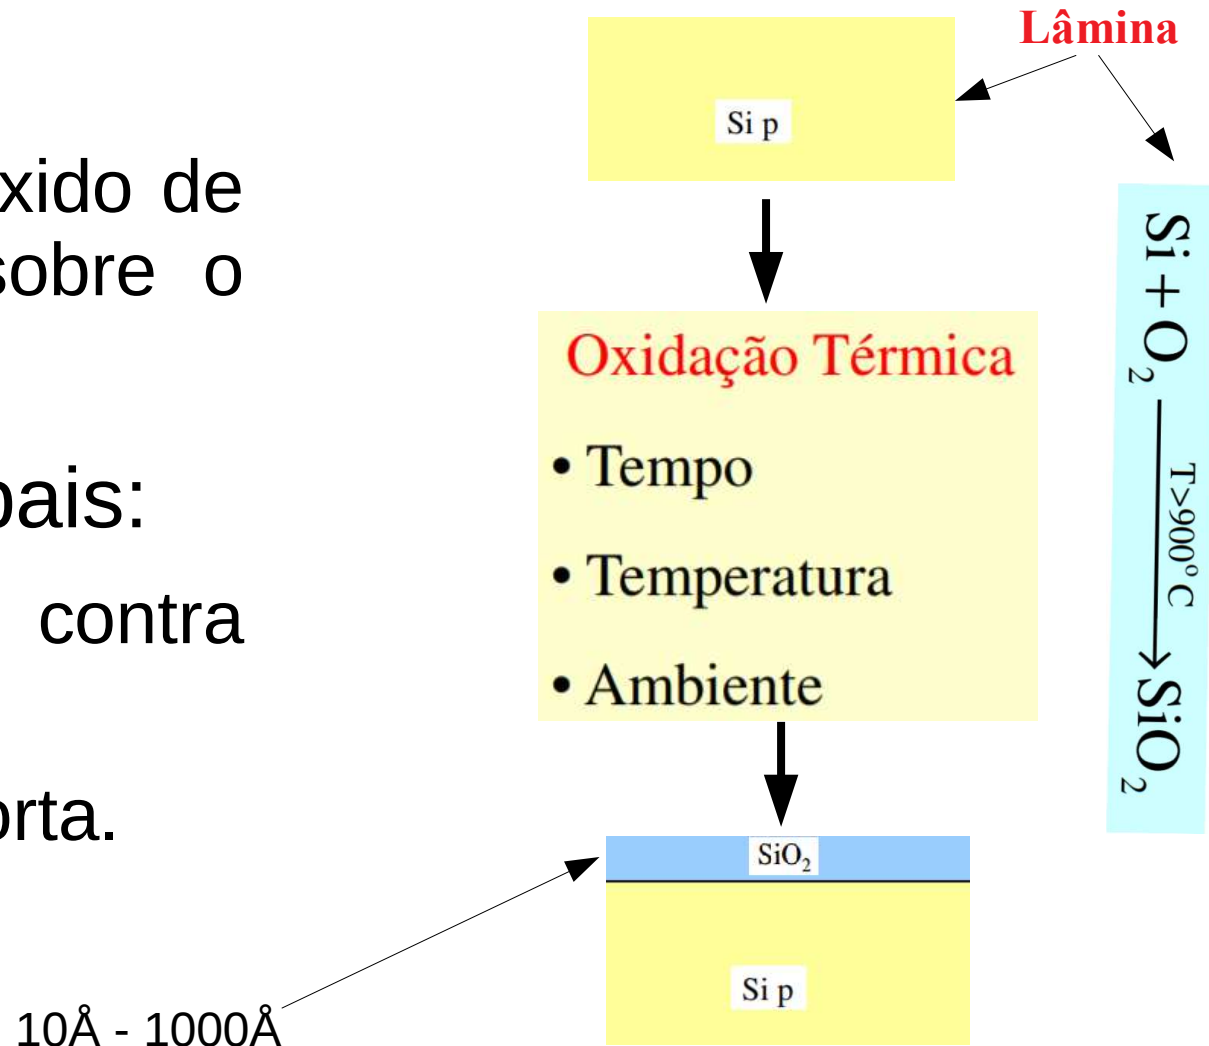 Lâmina
Si p
xido de
sobre o
Oxidação Térmica
• Tempo
pais:
• Temperatura
contra
• Ambiente
orta.
Si + O₂ → SiO₂
T>900°C
SiO₂
Si p
10Å - 1000Å